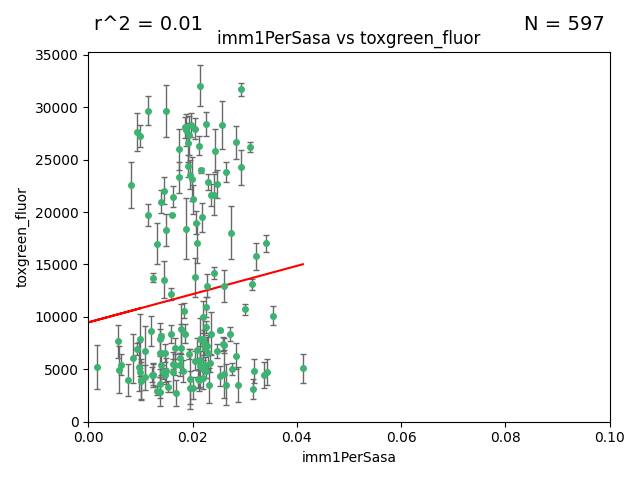 r^2 = 0.01
N = 597
imm1PerSasa vs toxgreen_fluor
35000
30000
25000
20000
15000
10000
5000
0
toxgreen_fluor
0.00
0.02
0.04
0.06
0.08
0.10
imm1PerSasa